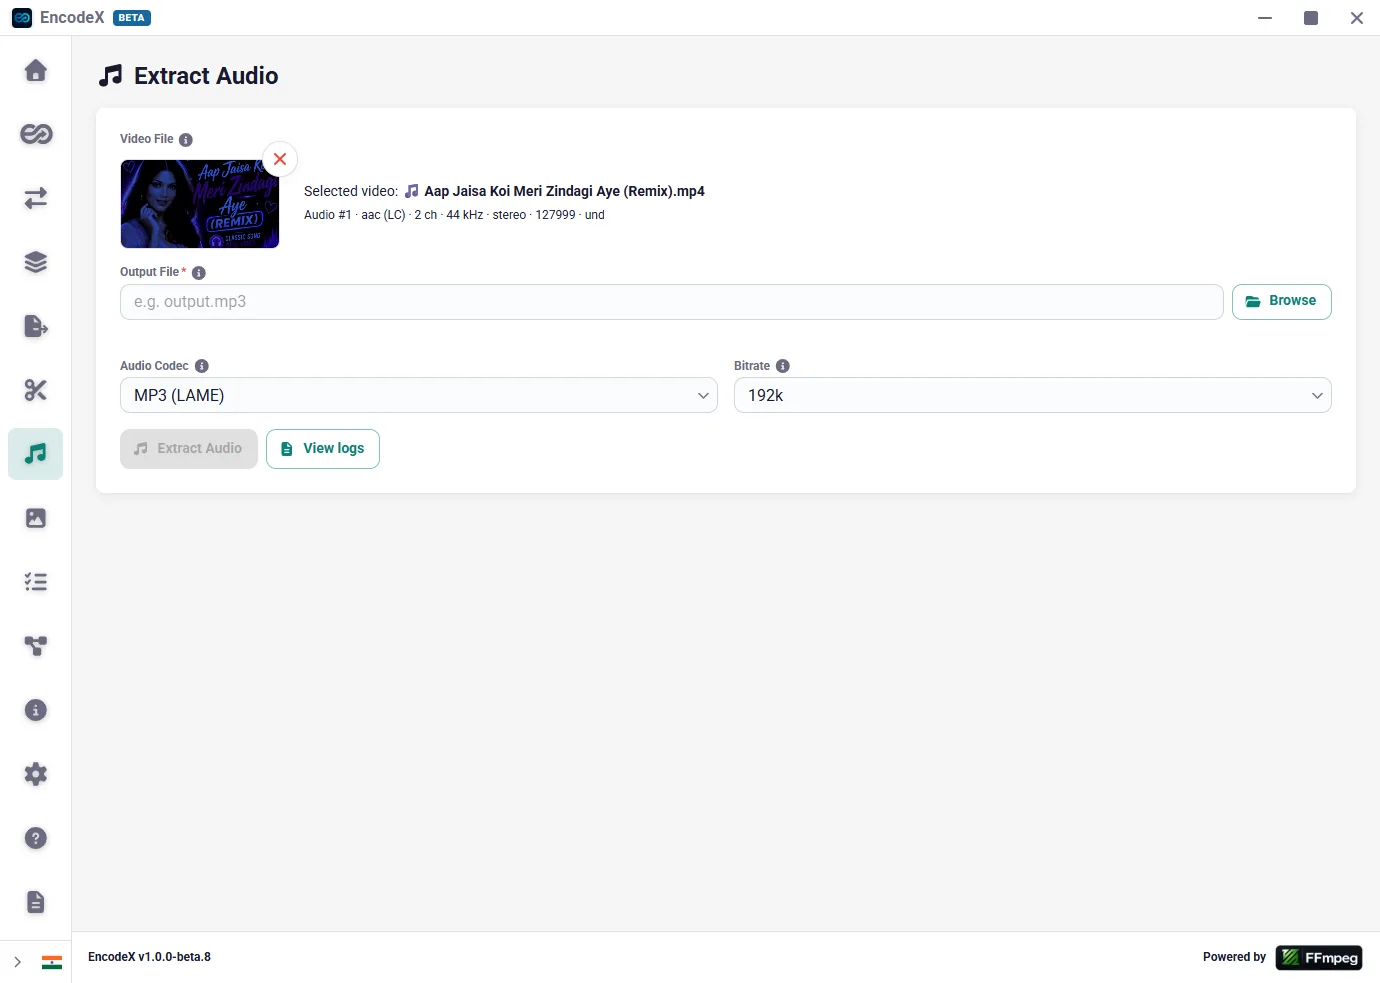 EncodeX BETA
Extract Audio
Video File
Aap Jaisa Koi
Meri Zindagi
Aye
(REMIX)
CLASSIC SONG
Selected video: Aap Jaisa Koi Meri Zindagi Aye (Remix).mp4
Audio #1 · aac (LC) · 2 ch · 44 kHz · stereo · 127999 · und
Output File *
e.g. output.mp3
Browse
Audio Codec
Bitrate
MP3 (LAME)
192k
Extract Audio
View logs
EncodeX v1.0.0-beta.8
Powered by FFmpeg